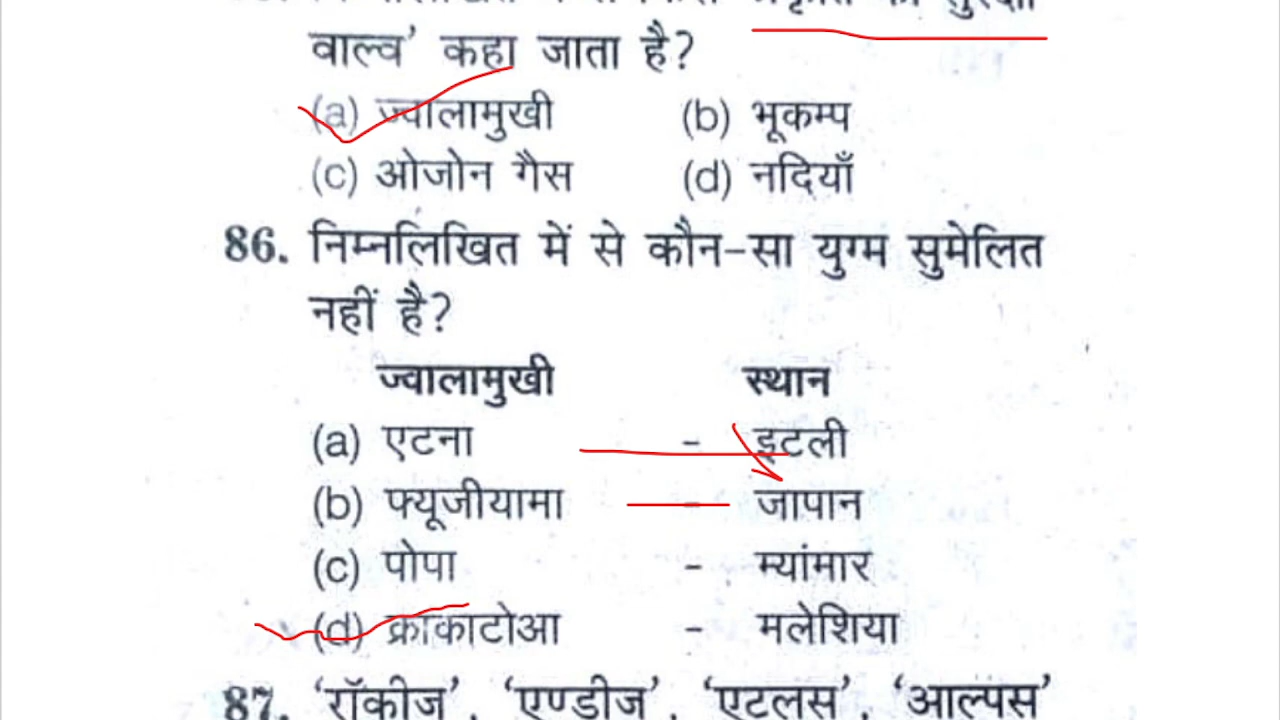 वाल्व' कहा जाता है?
(a) ज्वालामुखी (b) भूकम्प
(c) ओजोन गैस (d) नदियाँ
86. निम्नलिखित में से कौन-सा युग्म सुमेलित
नहीं है?
ज्वालामुखी स्थान
(a) एटना - इटली
(b) फ्यूजीयामा - जापान
(c) पोपा - म्यांमार
(d) क्राकाटोआ - मलेशिया
87. 'रॉकीज', 'एण्डीज', 'एटलस', 'आल्पस'